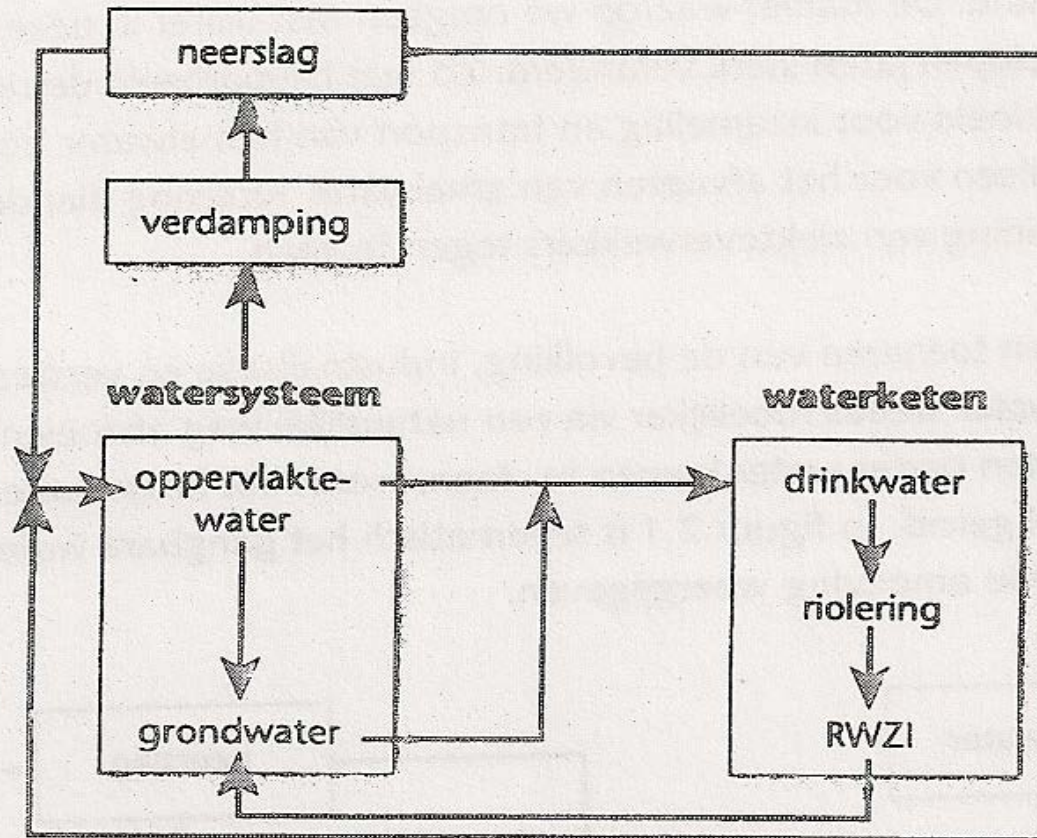 neerslag
verdamping
watersysteem
waterketen
oppervlakte-
water
grondwater
drinkwater
riolering
RWZI